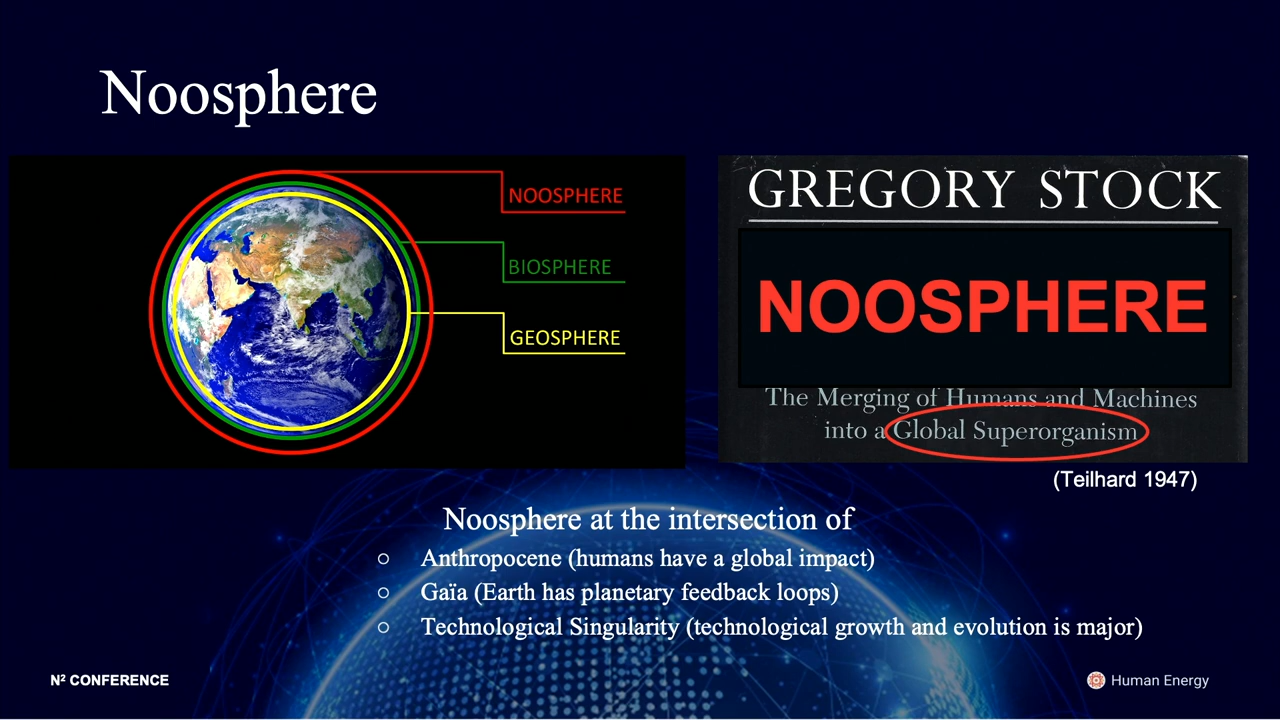 Noosphere
NOOSPHERE
BIOSPHERE
GEOSPHERE
GREGORY STOCK
NOOSPHERE
The Merging of Humans and Machines
into a Global Superorganism
(Teilhard 1947)
Noosphere at the intersection of
○ Anthropocene (humans have a global impact)
○ Gaïa (Earth has planetary feedback loops)
○ Technological Singularity (technological growth and evolution is major)
N² CONFERENCE
Human Energy